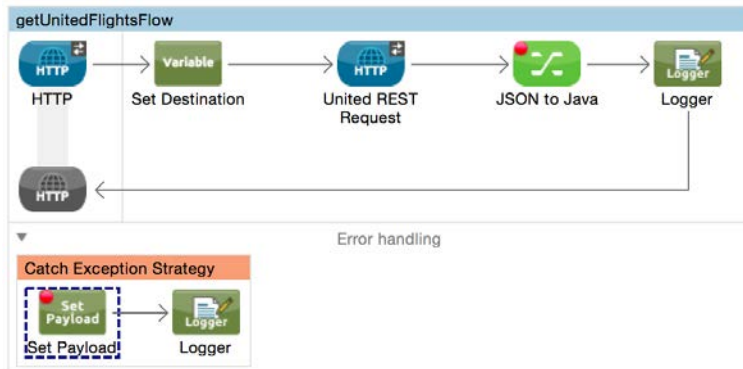 getUnitedFlightsFlow
HTTP
Variable
HTTP
Logger
HTTP
Set Destination
United REST
Request
JSON to Java
Logger
HTTP
Error handling
Catch Exception Strategy
Set
Payload
Logger
Set Payload
Logger